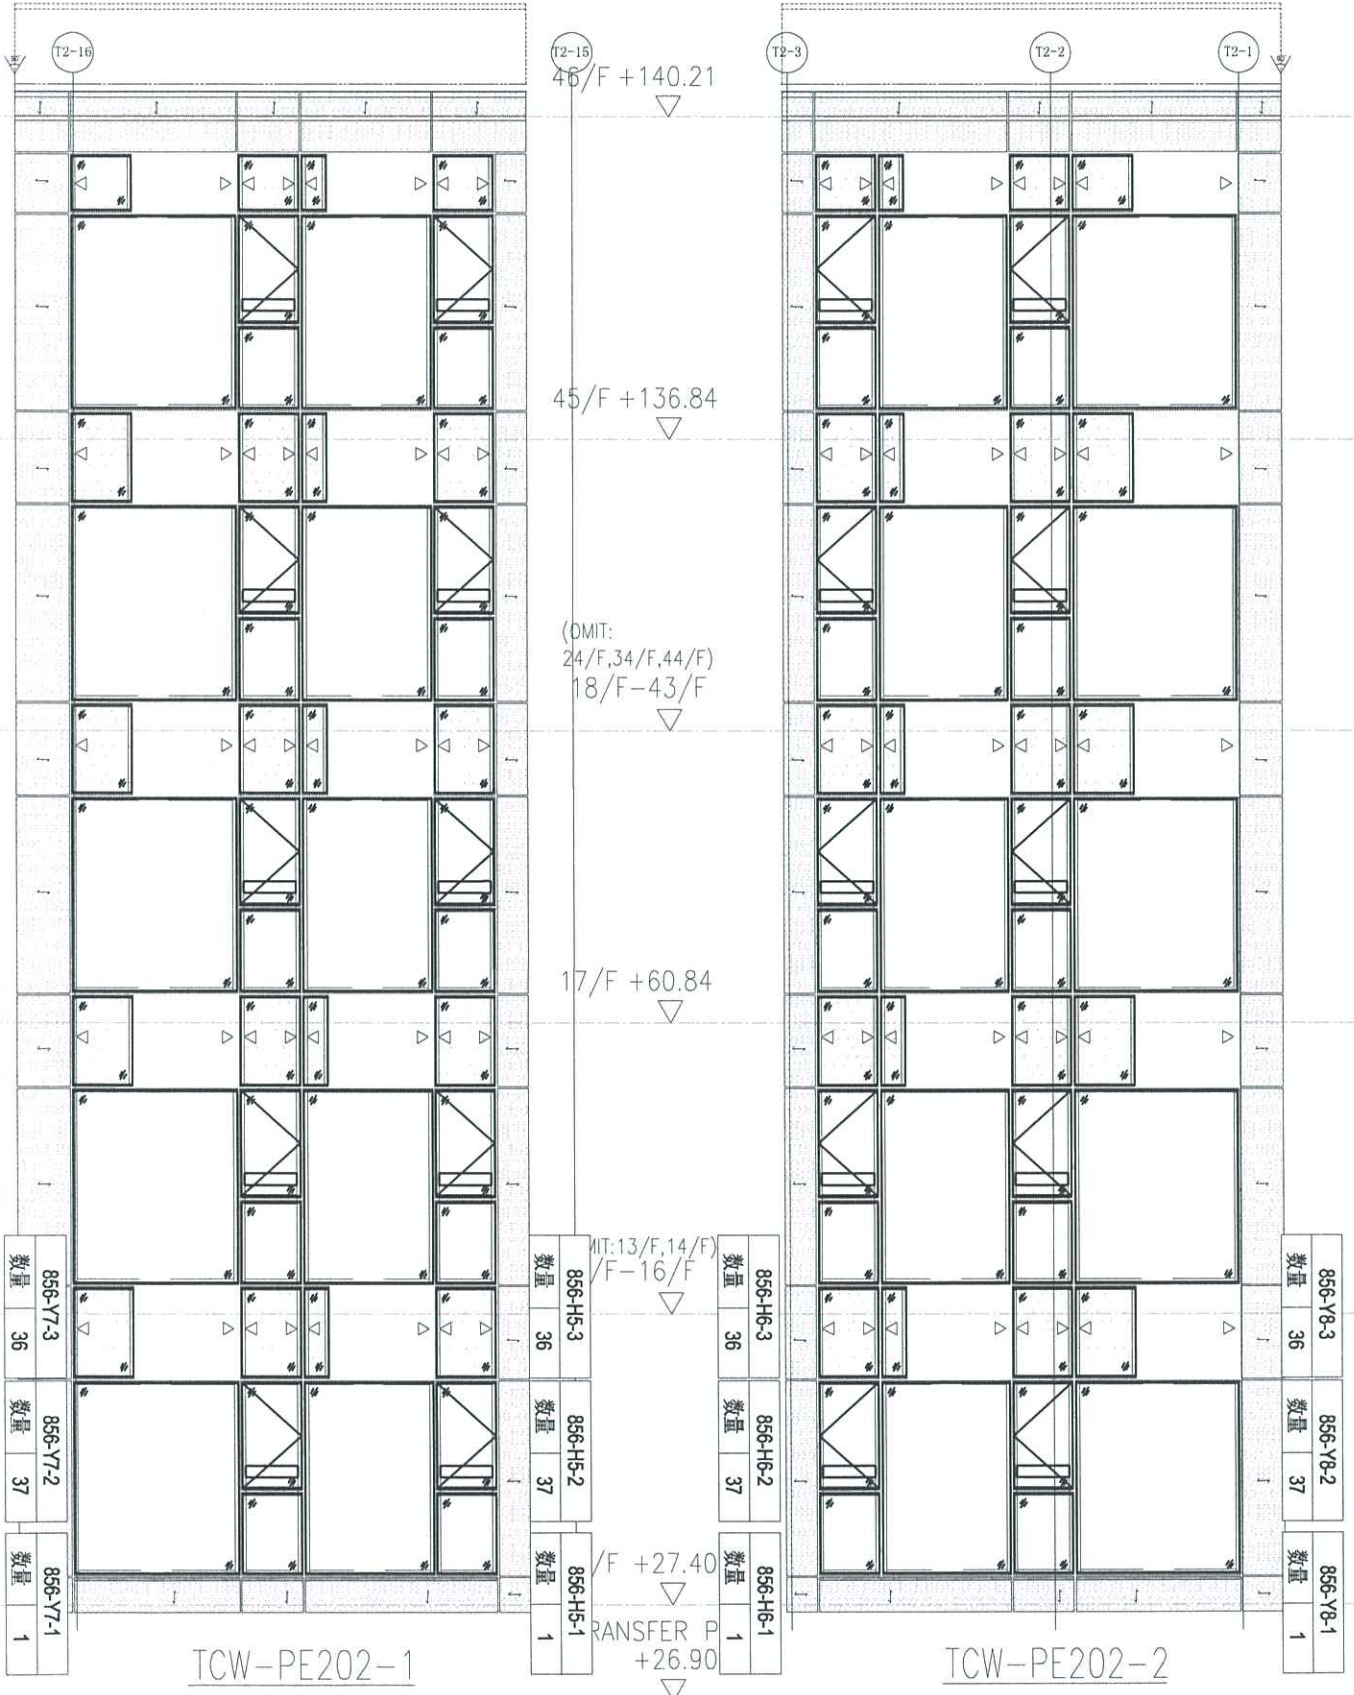 T2-16
T2-15
T2-3
T2-2
T2-1
46/F +140.21
45/F +136.84
(OMIT:
24/F,34/F,44/F)
18/F-43/F
17/F +60.84
MIT:13/F,14/F)
/F-16/F
856-Y7-3
数量 36
856-H5-3
数量 36
856-H6-3
数量 36
856-Y8-3
数量 36
856-Y7-2
数量 37
856-H5-2
数量 37
856-H6-2
数量 37
856-Y8-2
数量 37
856-Y7-1
数量 1
856-H5-1
数量 1
856-H6-1
数量 1
856-Y8-1
数量 1
/F +27.40
RANSFER P
+26.90
TCW-PE202-1
TCW-PE202-2